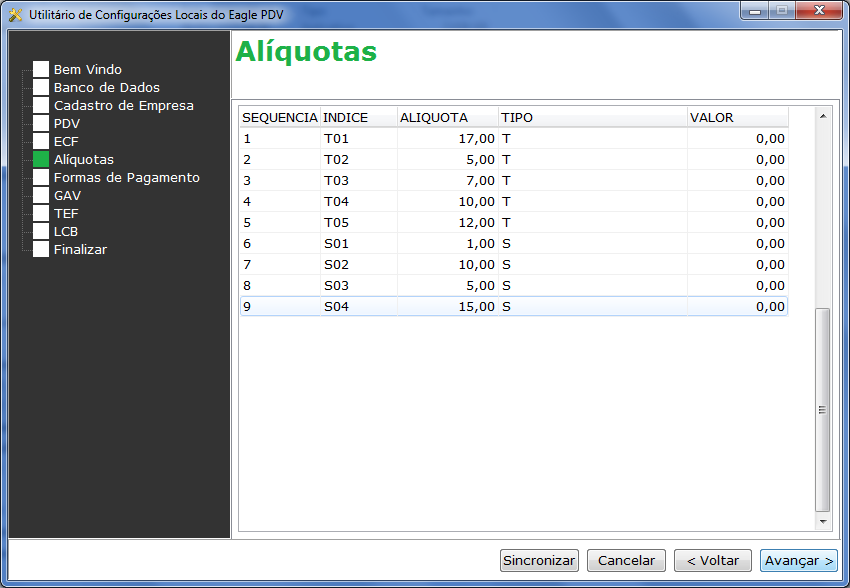 Utilitário de Configurações Locais do Eagle PDV
Bem Vindo
Banco de Dados
Cadastro de Empresa
PDV
ECF
Alíquotas
Formas de Pagamento
GAV
TEF
LCB
Finalizar
Alíquotas
SEQUENCIA INDICE ALIQUOTA TIPO VALOR
1 T01 17,00 T 0,00
2 T02 5,00 T 0,00
3 T03 7,00 T 0,00
4 T04 10,00 T 0,00
5 T05 12,00 T 0,00
6 S01 1,00 S 0,00
7 S02 10,00 S 0,00
8 S03 5,00 S 0,00
9 S04 15,00 S 0,00
Sincronizar Cancelar < Voltar Avançar >